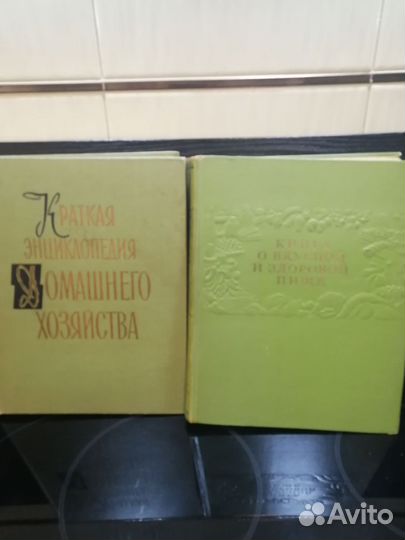 Краткая
энциклопедия
Домашнего
хозяйства
КНИГА
О ВКУСНОЙ
И ЗДОРОВОЙ
ПИЩЕ
Avito